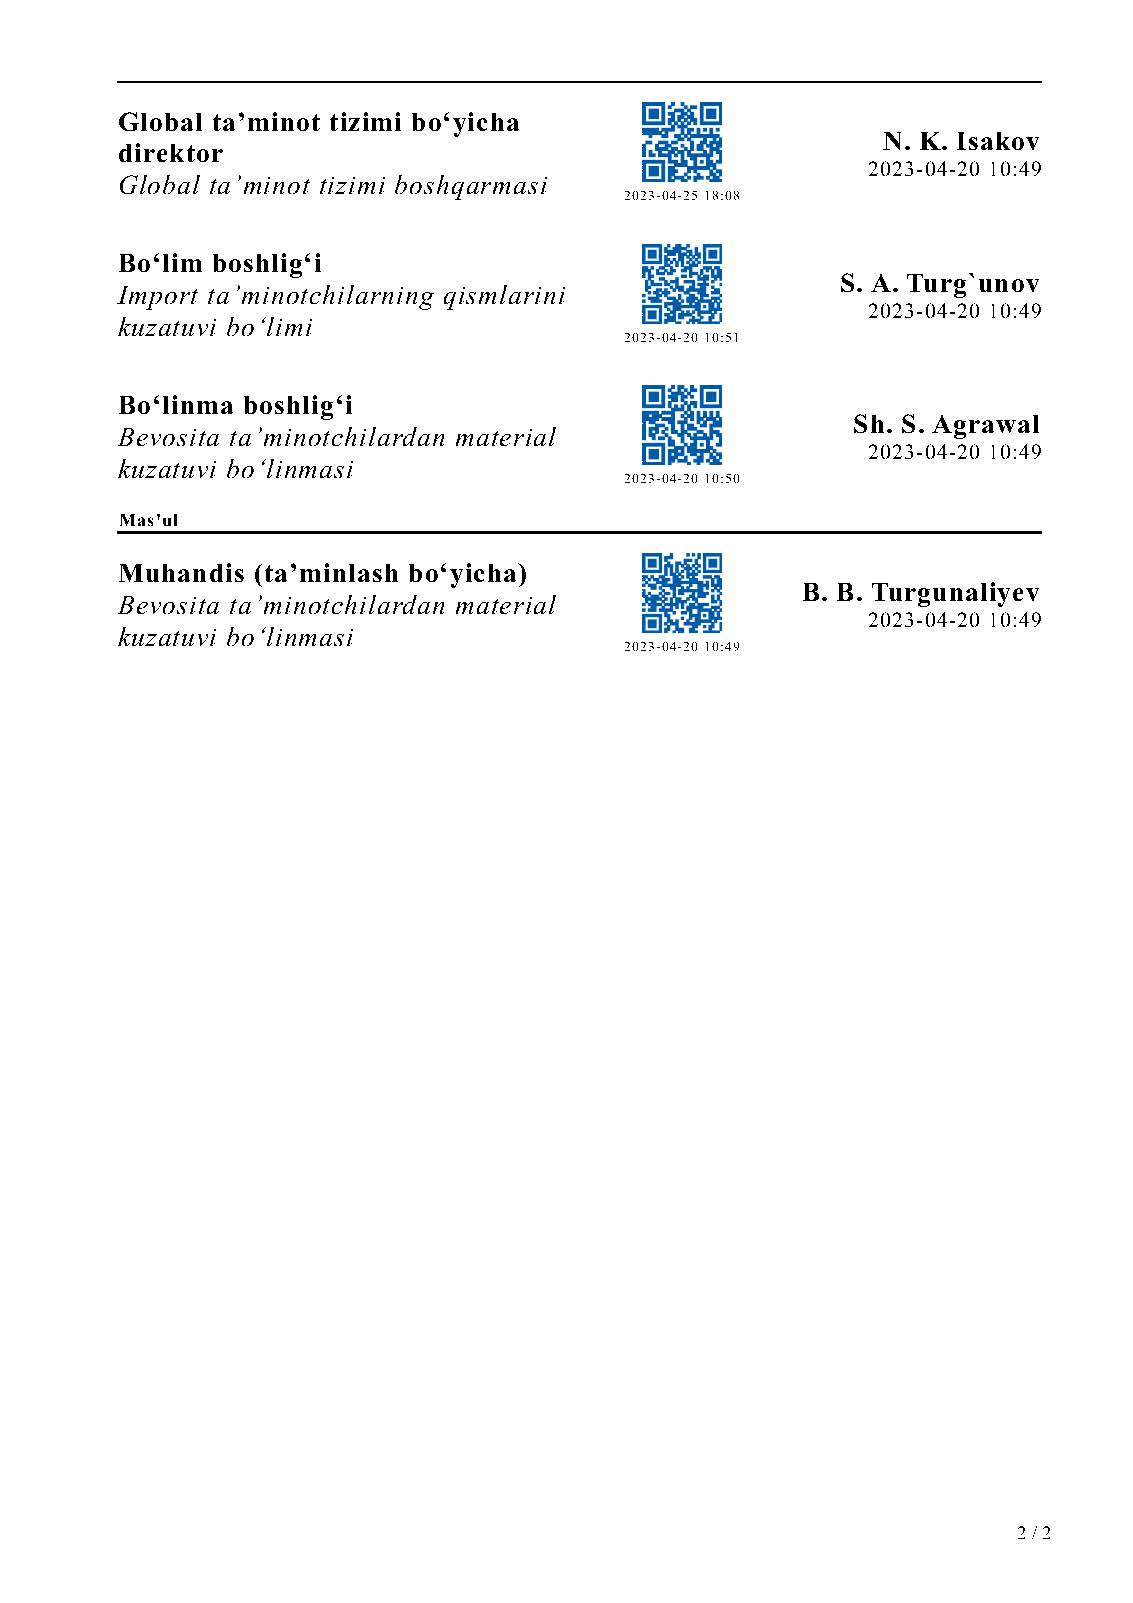 Global ta’minot tizimi bo‘yicha
direktor
Global ta’minot tizimi boshqarmasi
2023-04-25 18:08
N. K. Isakov
2023-04-20 10:49
Bo‘lim boshlig‘i
Import ta’minotchilarning qismlarini
kuzatuvi bo‘limi
2023-04-20 10:51
S. A. Turg`unov
2023-04-20 10:49
Bo‘linma boshlig‘i
Bevosita ta’minotchilardan material
kuzatuvi bo‘linmasi
2023-04-20 10:50
Sh. S. Agrawal
2023-04-20 10:49
Mas'ul
Muhandis (ta’minlash bo‘yicha)
Bevosita ta’minotchilardan material
kuzatuvi bo‘linmasi
2023-04-20 10:49
B. B. Turgunaliyev
2023-04-20 10:49
2 / 2